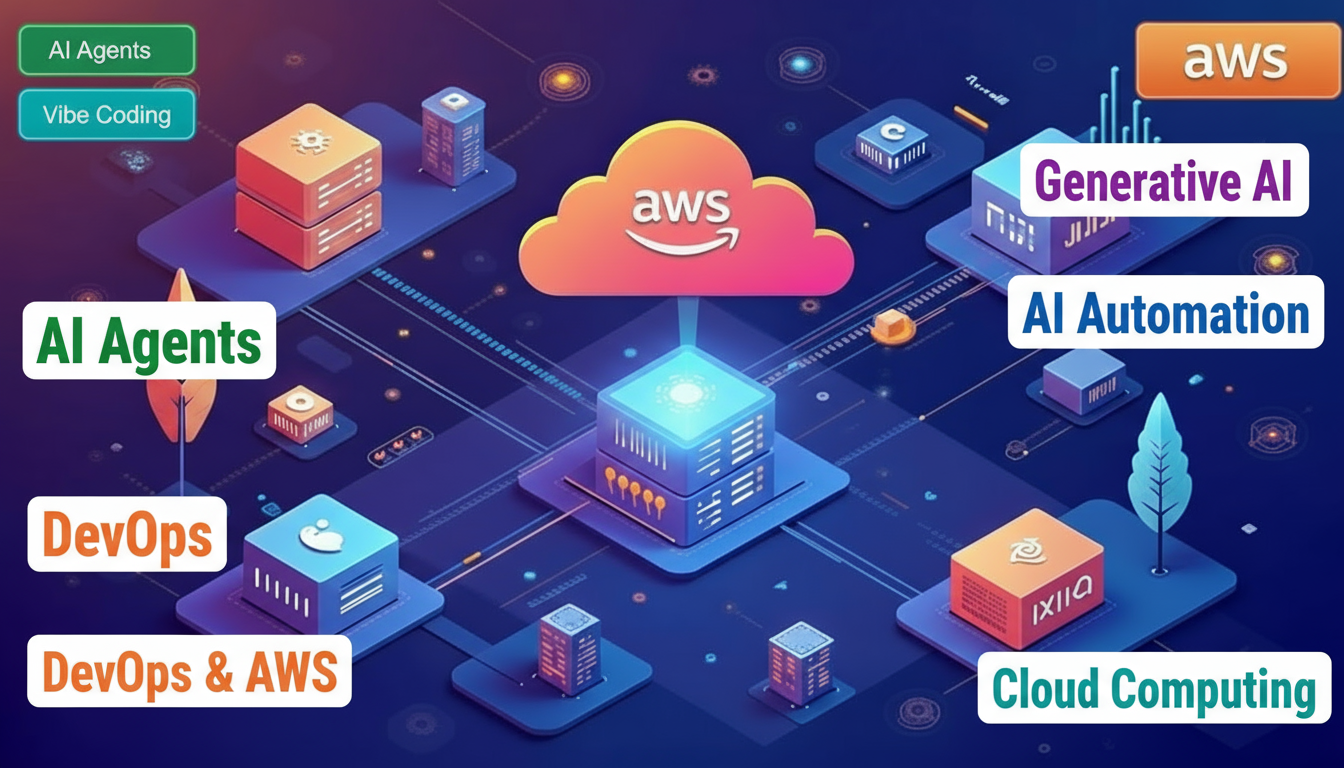 AI Agents
Vibe Coding
aws
aws
Generative AI
AI Automation
AI Agents
DevOps
DevOps & AWS
Cloud Computing